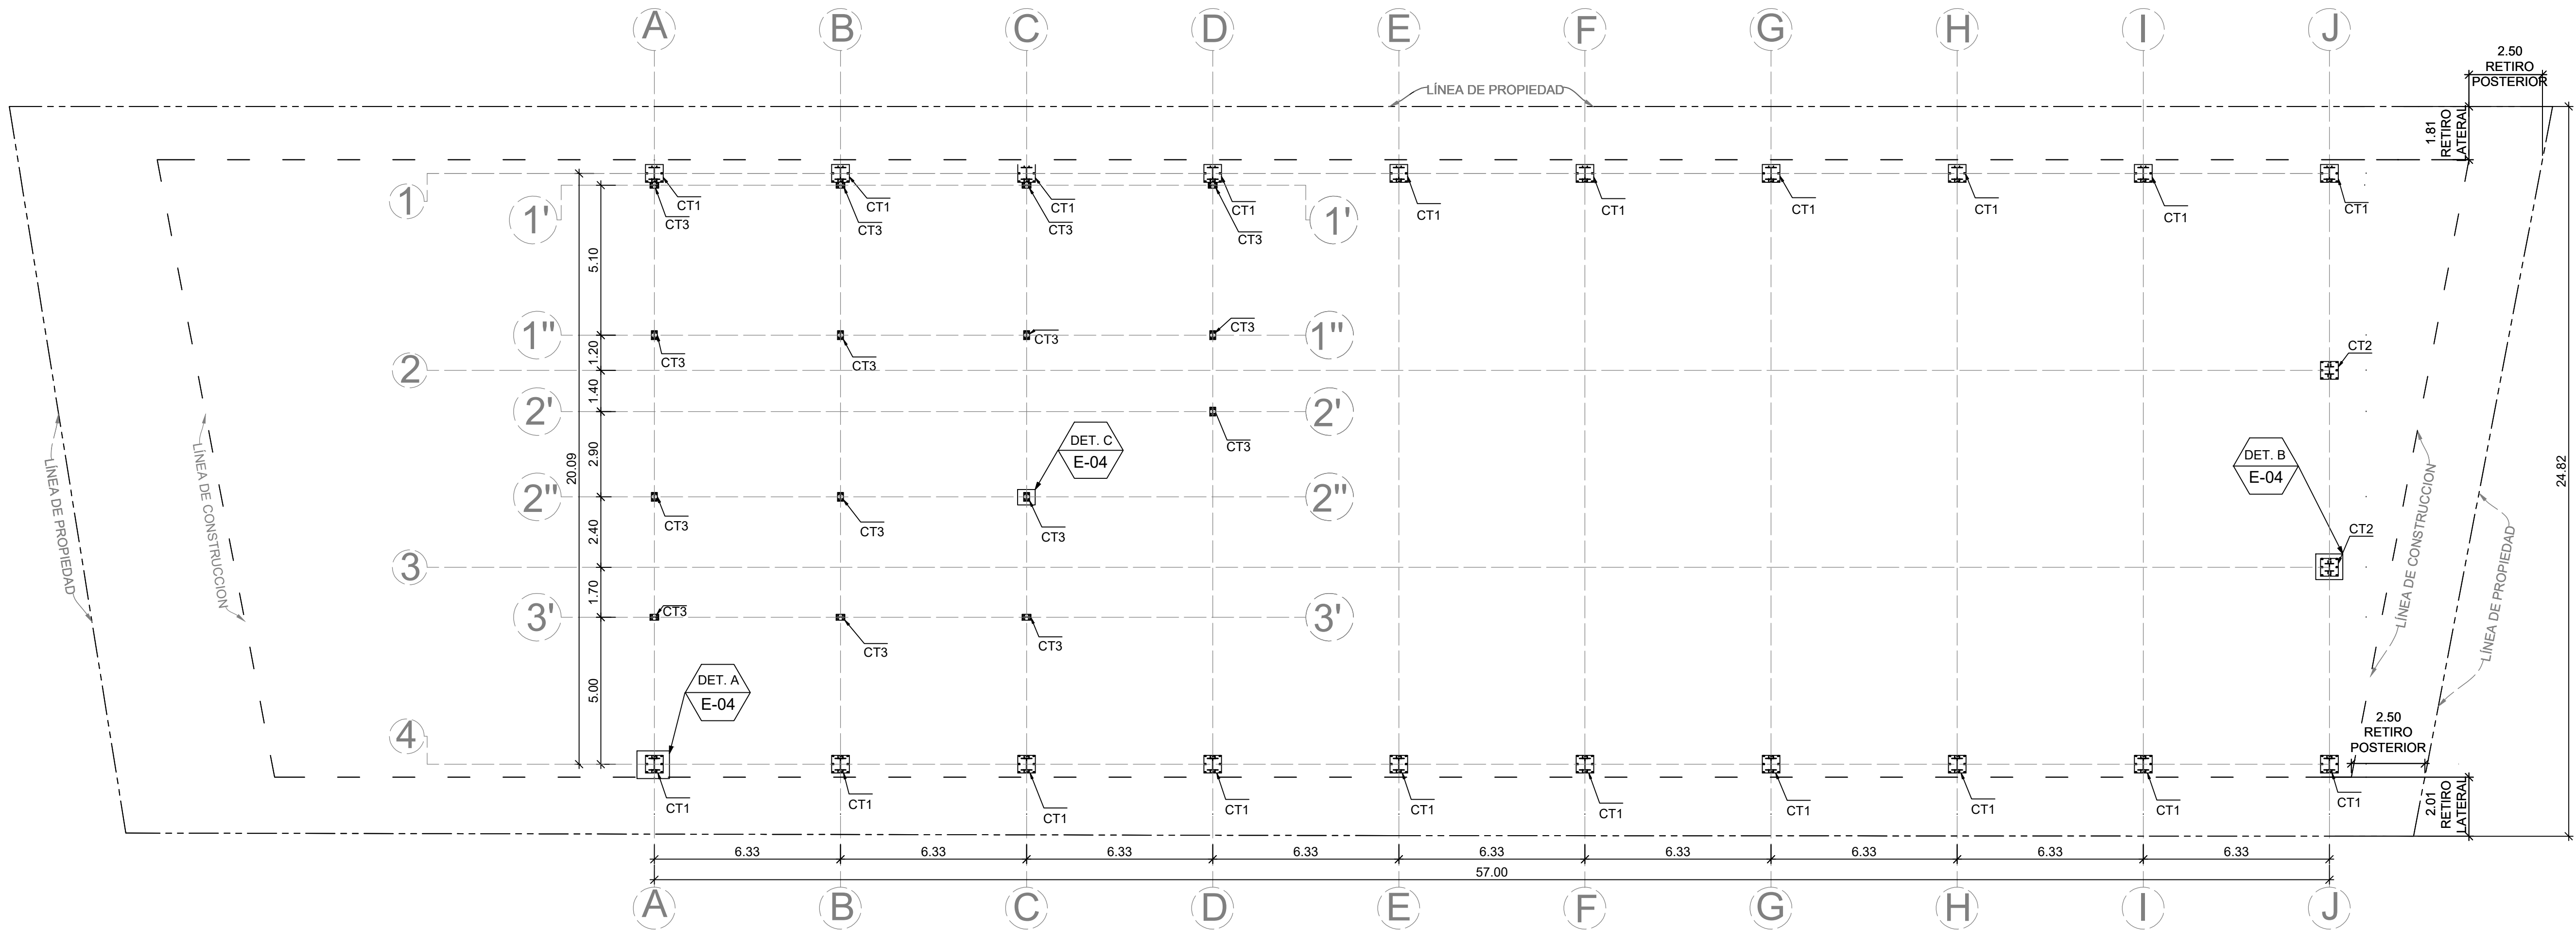 A B C D E F G H I J
2.50
RETIRO
POSTERIOR
LÍNEA DE PROPIEDAD
1.81
RETIRO
LATERAL
1
1'
1'
CT1 CT1 CT1 CT1 CT1 CT1 CT1 CT1 CT1 CT1
CT3 CT3 CT3 CT3
5.10
1"
CT3 CT3 CT3 CT3
1"
1.20
2
CT2
1.40
2'
CT3
2'
DET. C
E-04
2.90
20.09
DET. B
E-04
24.82
LÍNEA DE PROPIEDAD
LÍNEA DE CONSTRUCCION
2"
CT3 CT3 CT3
2"
2.40
CT2
LÍNEA DE CONSTRUCCION
LÍNEA DE PROPIEDAD
3
1.70
3'
CT3 CT3 CT3
3'
5.00
DET. A
E-04
4
2.50
RETIRO
POSTERIOR
CT1 CT1 CT1 CT1 CT1 CT1 CT1 CT1 CT1 CT1
2.01
RETIRO
LATERAL
6.33 6.33 6.33 6.33 6.33 6.33 6.33 6.33 6.33
57.00
A B C D E F G H I J